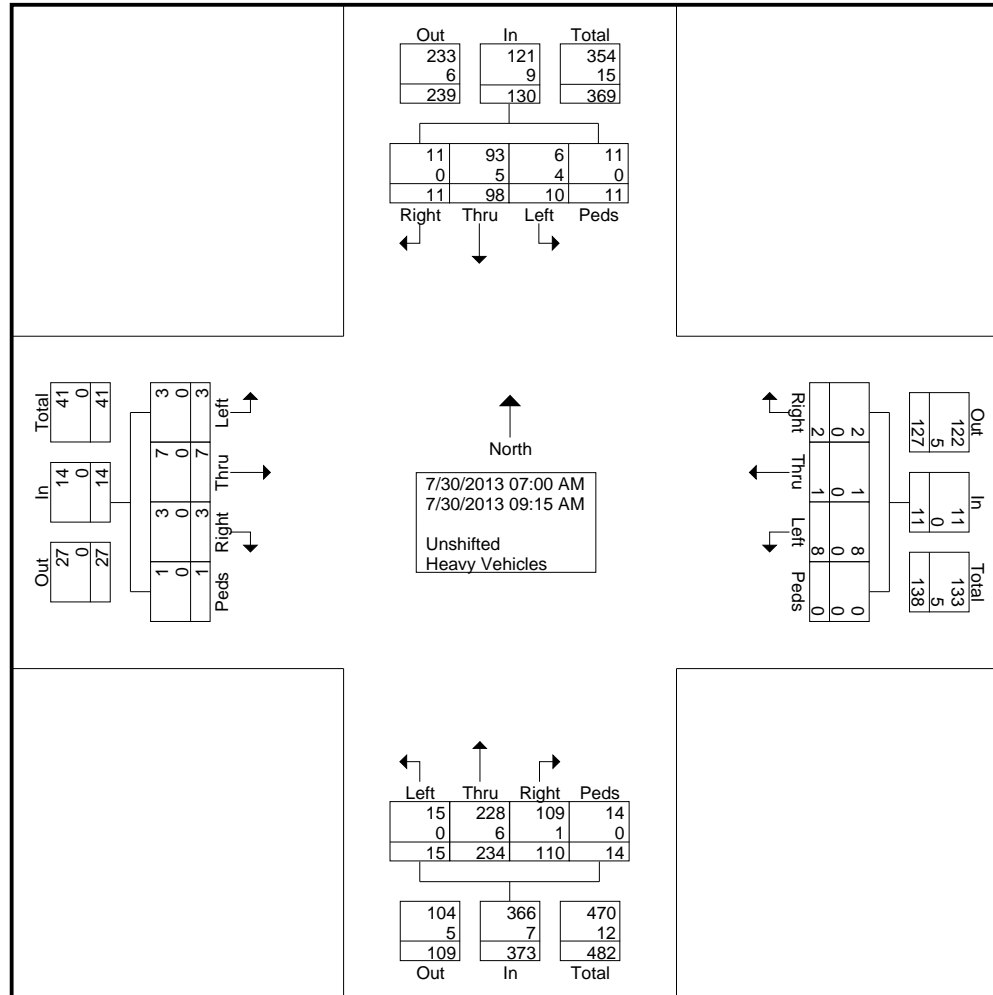 Out In Total
233 121 354
6 9 15
239 130 369
11 93 6 11
0 5 4 0
11 98 10 11
Right Thru Left Peds
Total
41 0 41
In
14 0 14
Out
27 0 27
Left
3 0 3
Thru
7 0 7
Right
3 0 3
Peds
1 0 1
North
7/30/2013 07:00 AM
7/30/2013 09:15 AM
Unshifted
Heavy Vehicles
Right
2 0 2
Thru
1 0 1
Left
8 0 8
Peds
0 0 0
Out
122 5 127
In
11 0 11
Total
133 5 138
Left Thru Right Peds
15 228 109 14
0 6 1 0
15 234 110 14
104 366 470
5 7 12
109 373 482
Out In Total